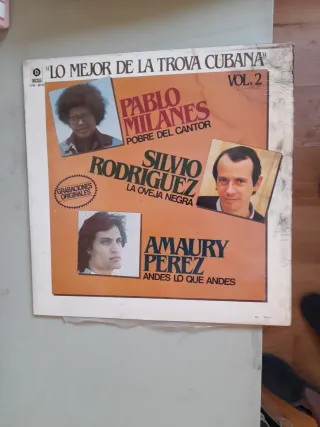 "LO MEJOR DE LA TROVA CUBANA"
VOL. 2
PABLO
MILANES
POBRE DEL CANTOR
SILVIO
RODRIGUEZ
LA OVEJA NEGRA
GRABACIONES
ORIGINALES
AMAURY
PEREZ
ANDES LO QUE ANDES